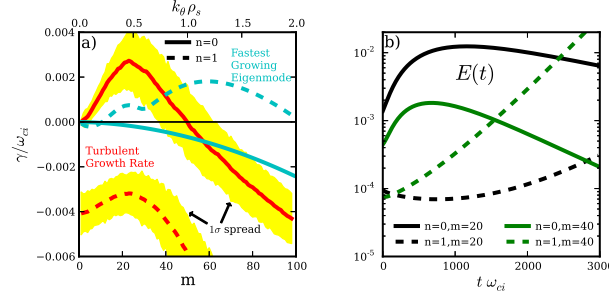 k_θ ρ_s
0.0 0.5 1.0 1.5 2.0
a)
n=0
n=1
Fastest
Growing
Eigenmode
Turbulent
Growth Rate
1σ spread
γ/ω_ci
0.004
0.002
0.000
−0.002
−0.004
−0.006
0 20 40 60 80 100
m
b)
E(t)
10^-2
10^-3
10^-4
10^-5
n=0,m=20 n=0,m=40
n=1,m=20 n=1,m=40
0 1000 2000 3000
t ω_ci